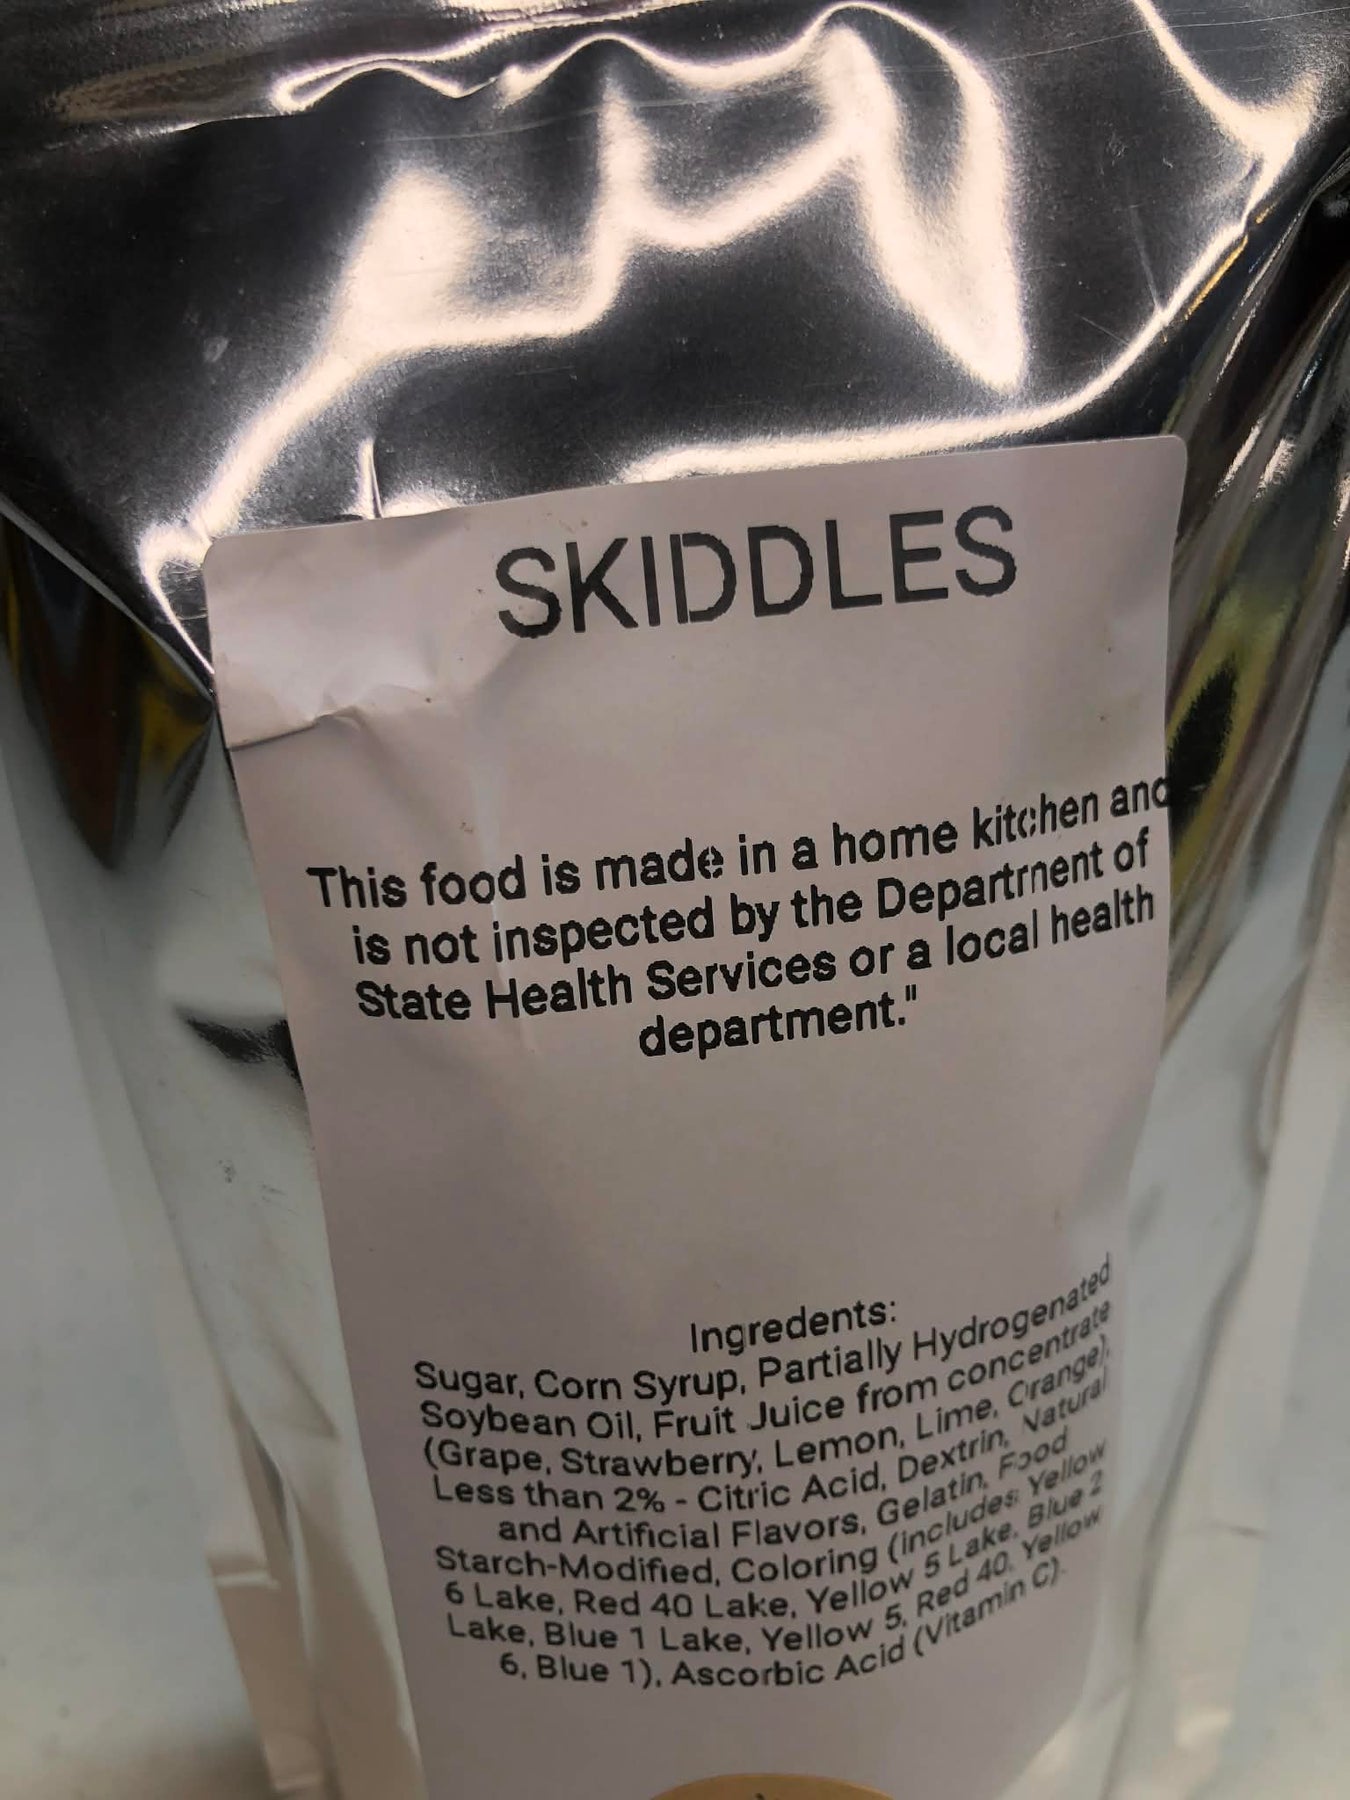 SKIDDLES
This food is made in a home kitchen and
is not inspected by the Department of
State Health Services or a local health
department."
Ingredents:
Sugar, Corn Syrup, Partially Hydrogenated
Soybean Oil, Fruit Juice from concentrate
(Grape, Strawberry, Lemon, Lime, Orange),
Less than 2% - Citric Acid, Dextrin, Natural
and Artificial Flavors, Gelatin, Food
Starch-Modified, Coloring (includes Yellow
6 Lake, Red 40 Lake, Yellow 5 Lake, Blue 2
Lake, Blue 1 Lake, Yellow 5, Red 40, Yellow
6, Blue 1), Ascorbic Acid (Vitamin C).